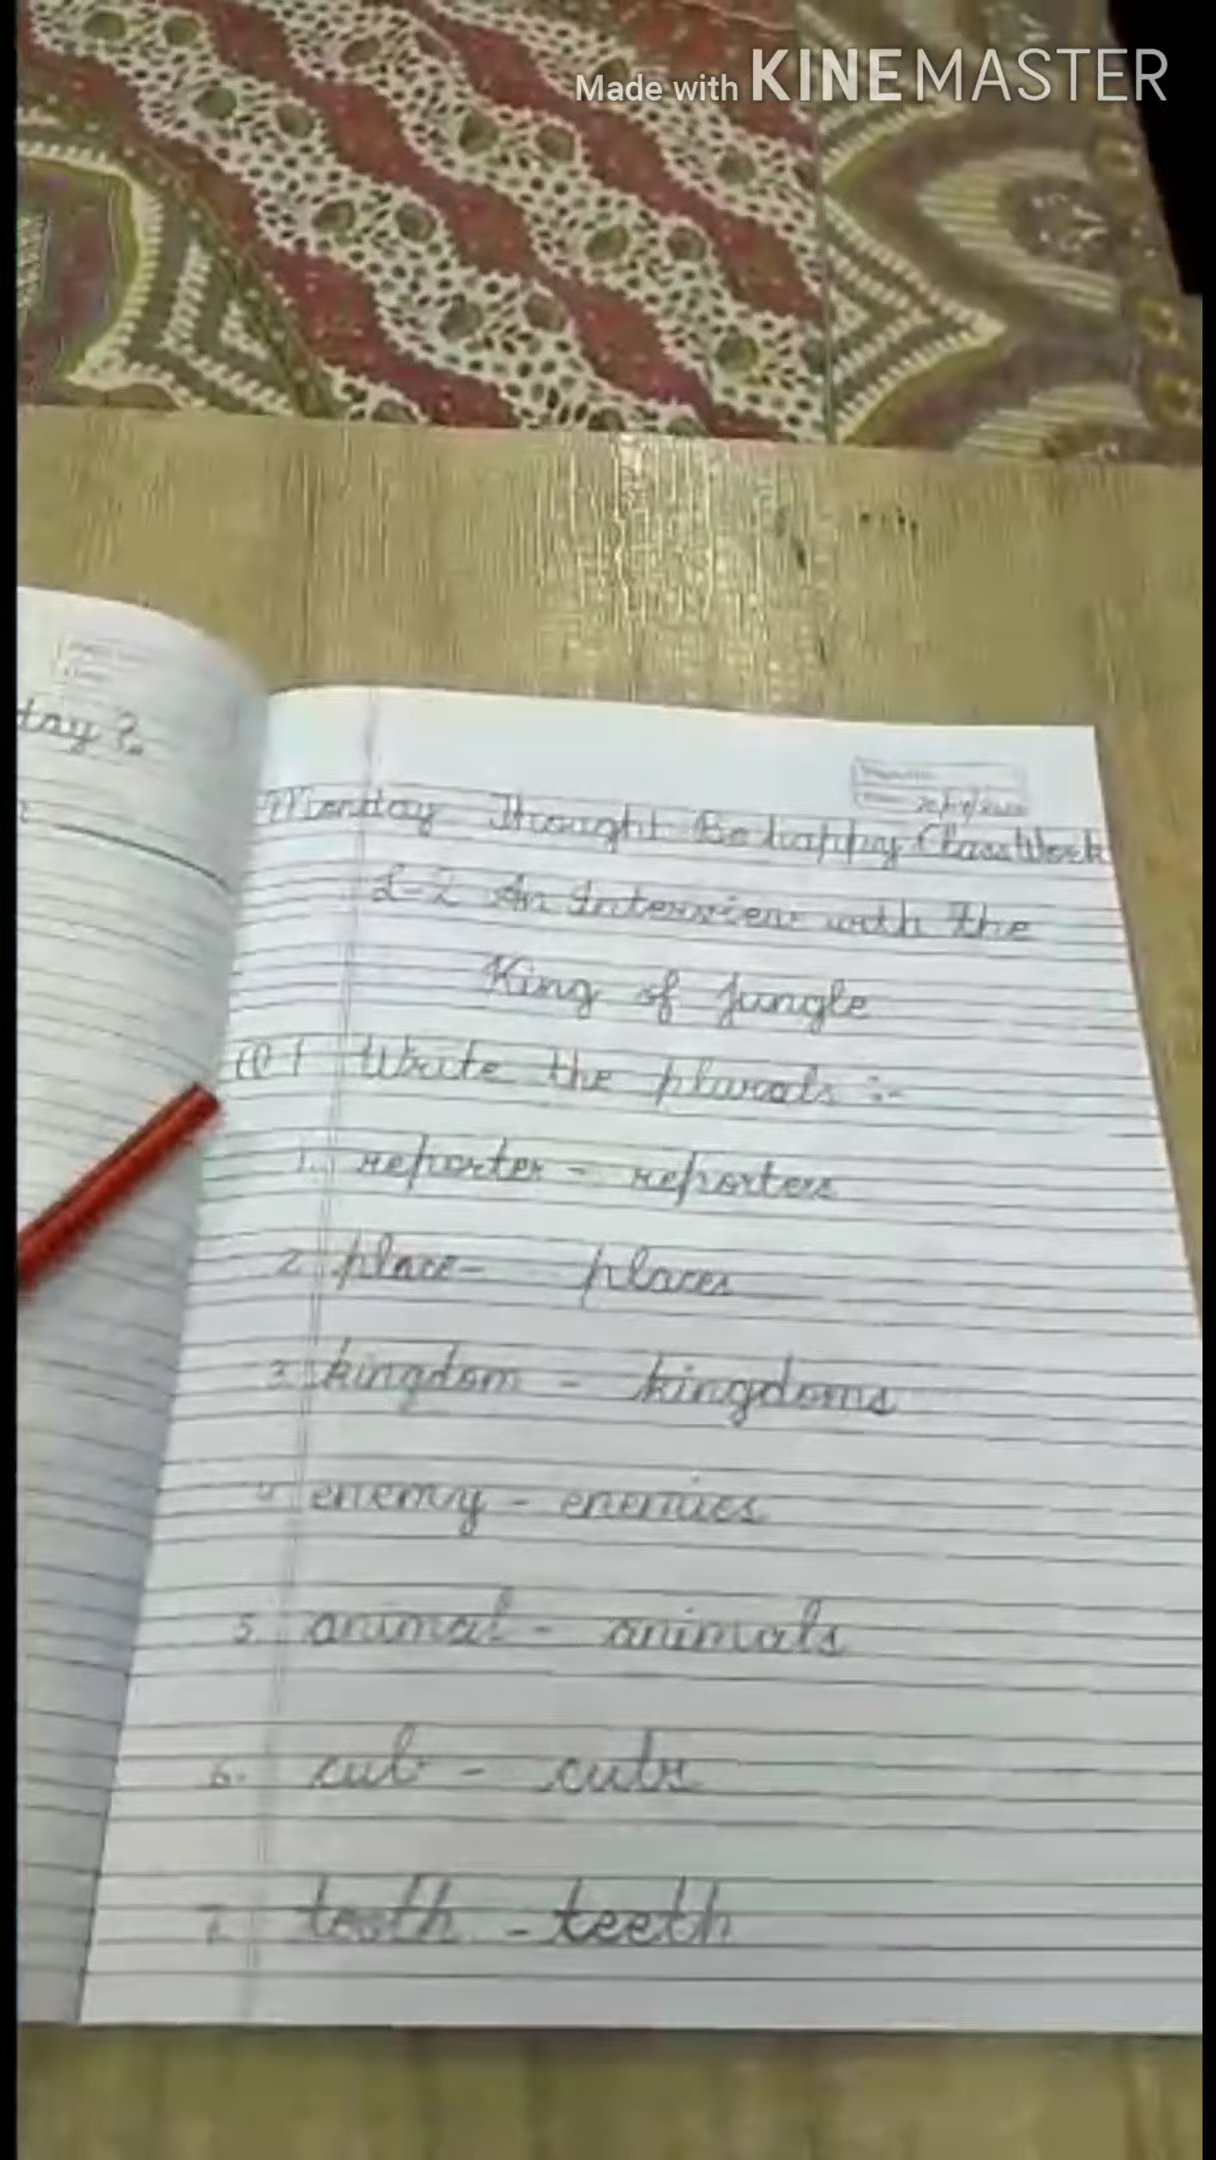 Made with KINEMASTER
tay ?
Monday Thought Be happy Class Work
L-2 An Interview with the
King of Jungle
Q1 Write the plurals :-
1. reporter - reporters
2. place - places
3. kingdom - kingdoms
4. enemy - enemies
5. animal - animals
6. cub - cubs
7. tooth - teeth